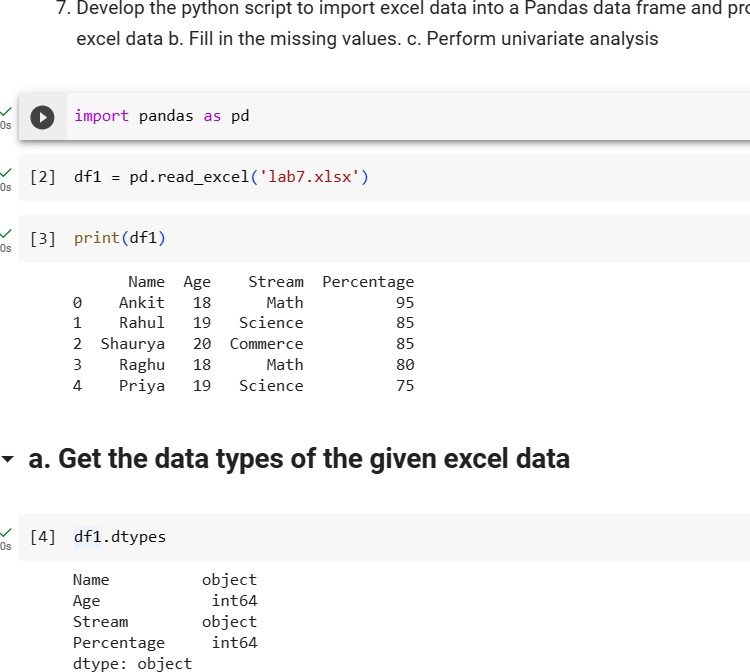 7. Develop the python script to import excel data into a Pandas data frame and
excel data b. Fill in the missing values. c. Perform univariate analysis
0s
import pandas as pd
0s
[2] df1 = pd.read_excel('lab7.xlsx')
0s
[3] print(df1)
Name Age Stream Percentage
0 Ankit 18 Math 95
1 Rahul 19 Science 85
2 Shaurya 20 Commerce 85
3 Raghu 18 Math 80
4 Priya 19 Science 75
a. Get the data types of the given excel data
0s
[4] df1.dtypes
Name object
Age int64
Stream object
Percentage int64
dtype: object